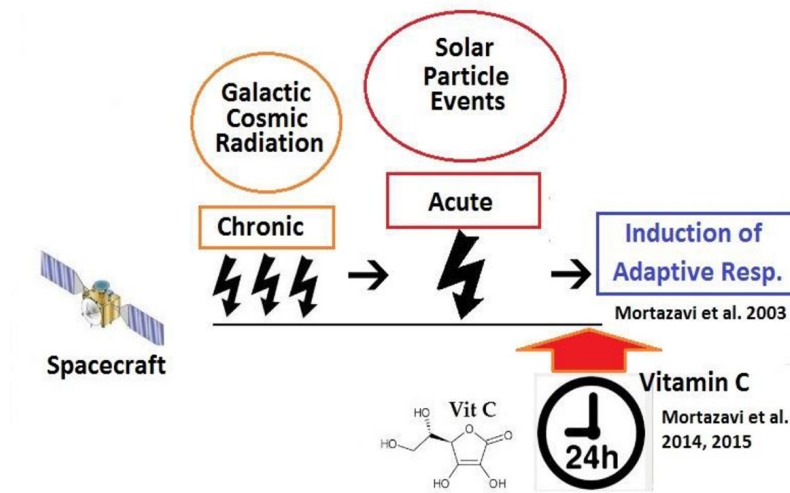 Galactic
Cosmic
Radiation
Solar
Particle
Events
Chronic
Acute
Induction of
Adaptive Resp.
Mortazavi et al. 2003
Spacecraft
Vit C
HO
HO
O
O
HO
OH
24h
Vitamin C
Mortazavi et al.
2014, 2015